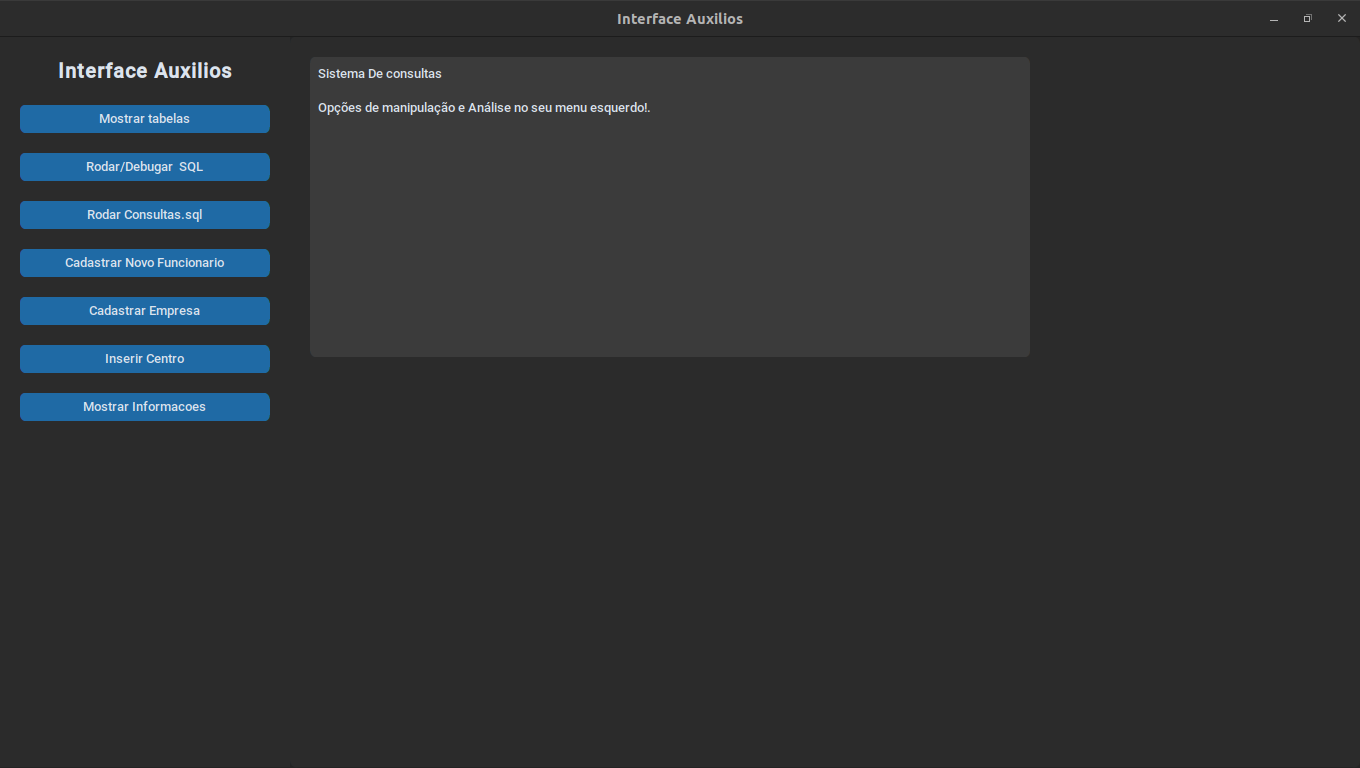 Interface Auxilios
Interface Auxilios
Mostrar tabelas
Rodar/Debugar  SQL
Rodar Consultas.sql
Cadastrar Novo Funcionario
Cadastrar Empresa
Inserir Centro
Mostrar Informacoes
Sistema De consultas
Opções de manipulação e Análise no seu menu esquerdo!.